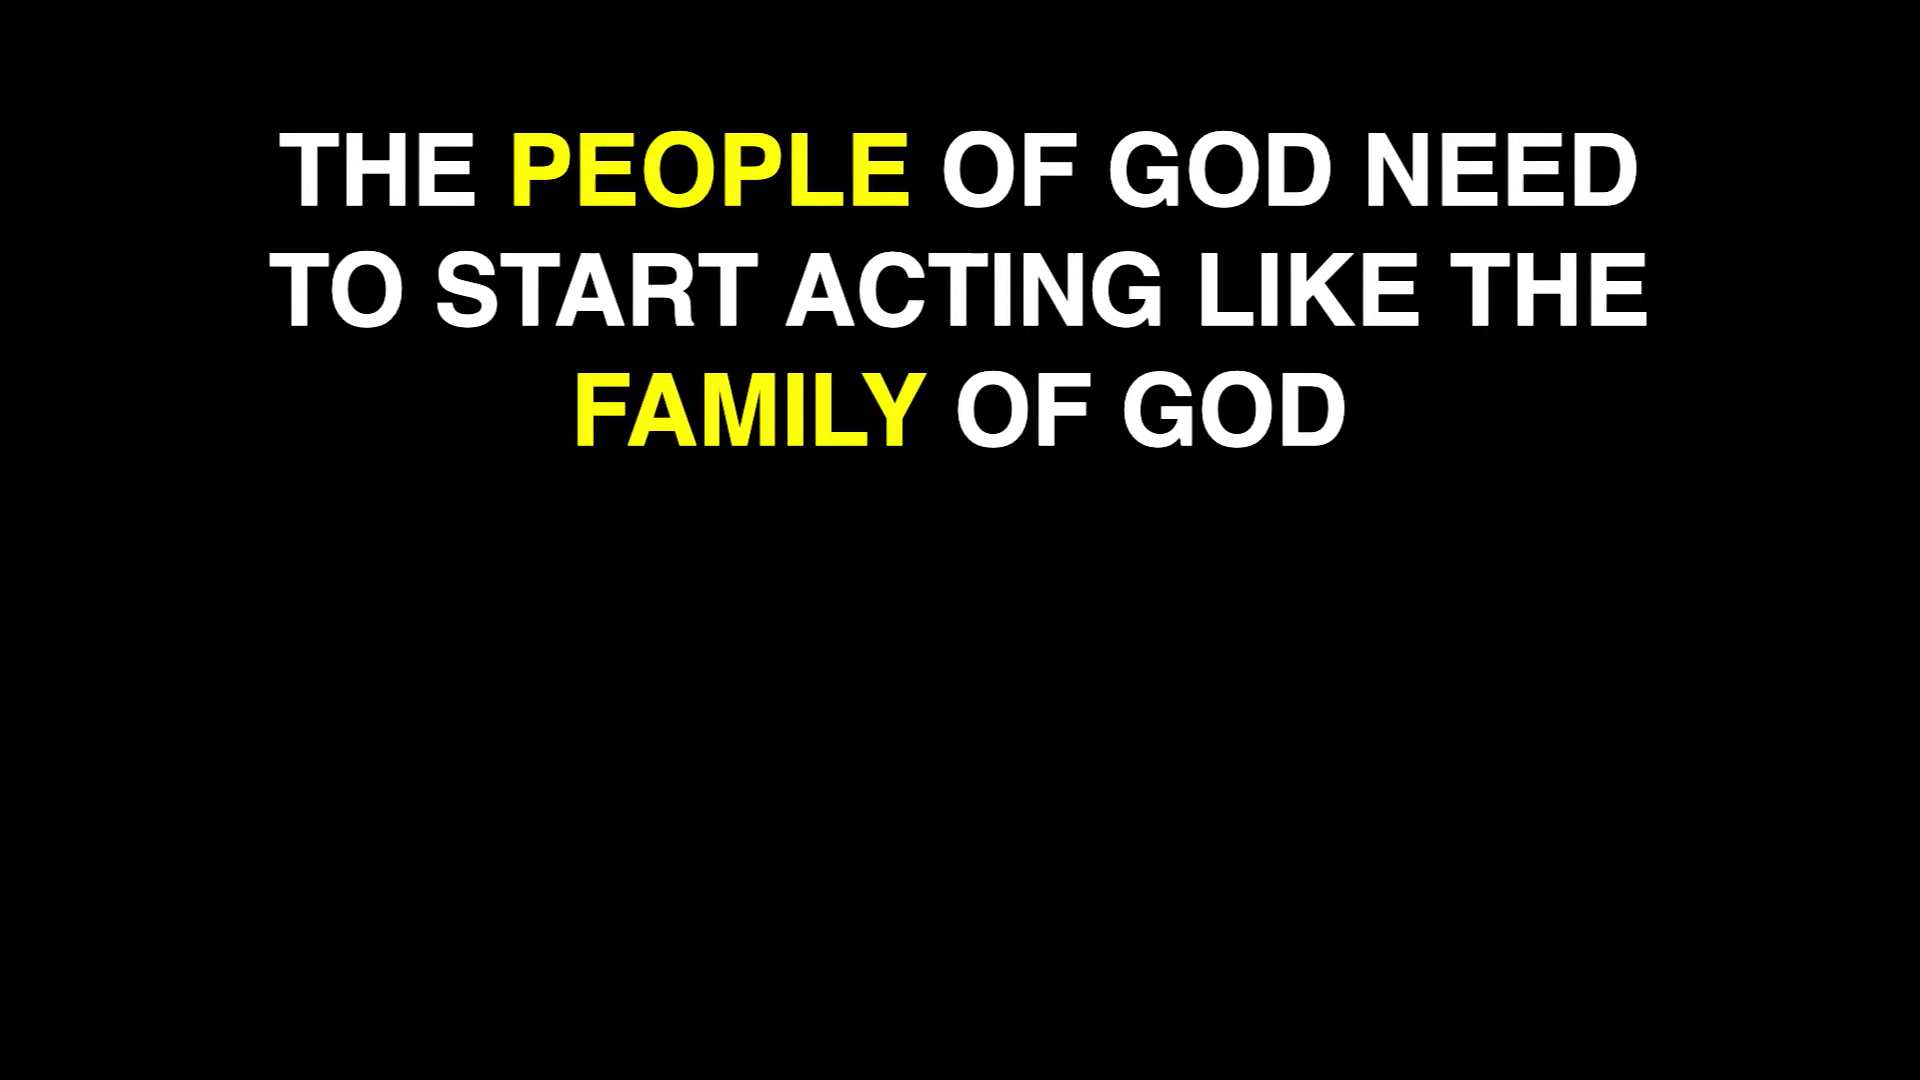 THE PEOPLE OF GOD NEED
TO START ACTING LIKE THE
FAMILY OF GOD